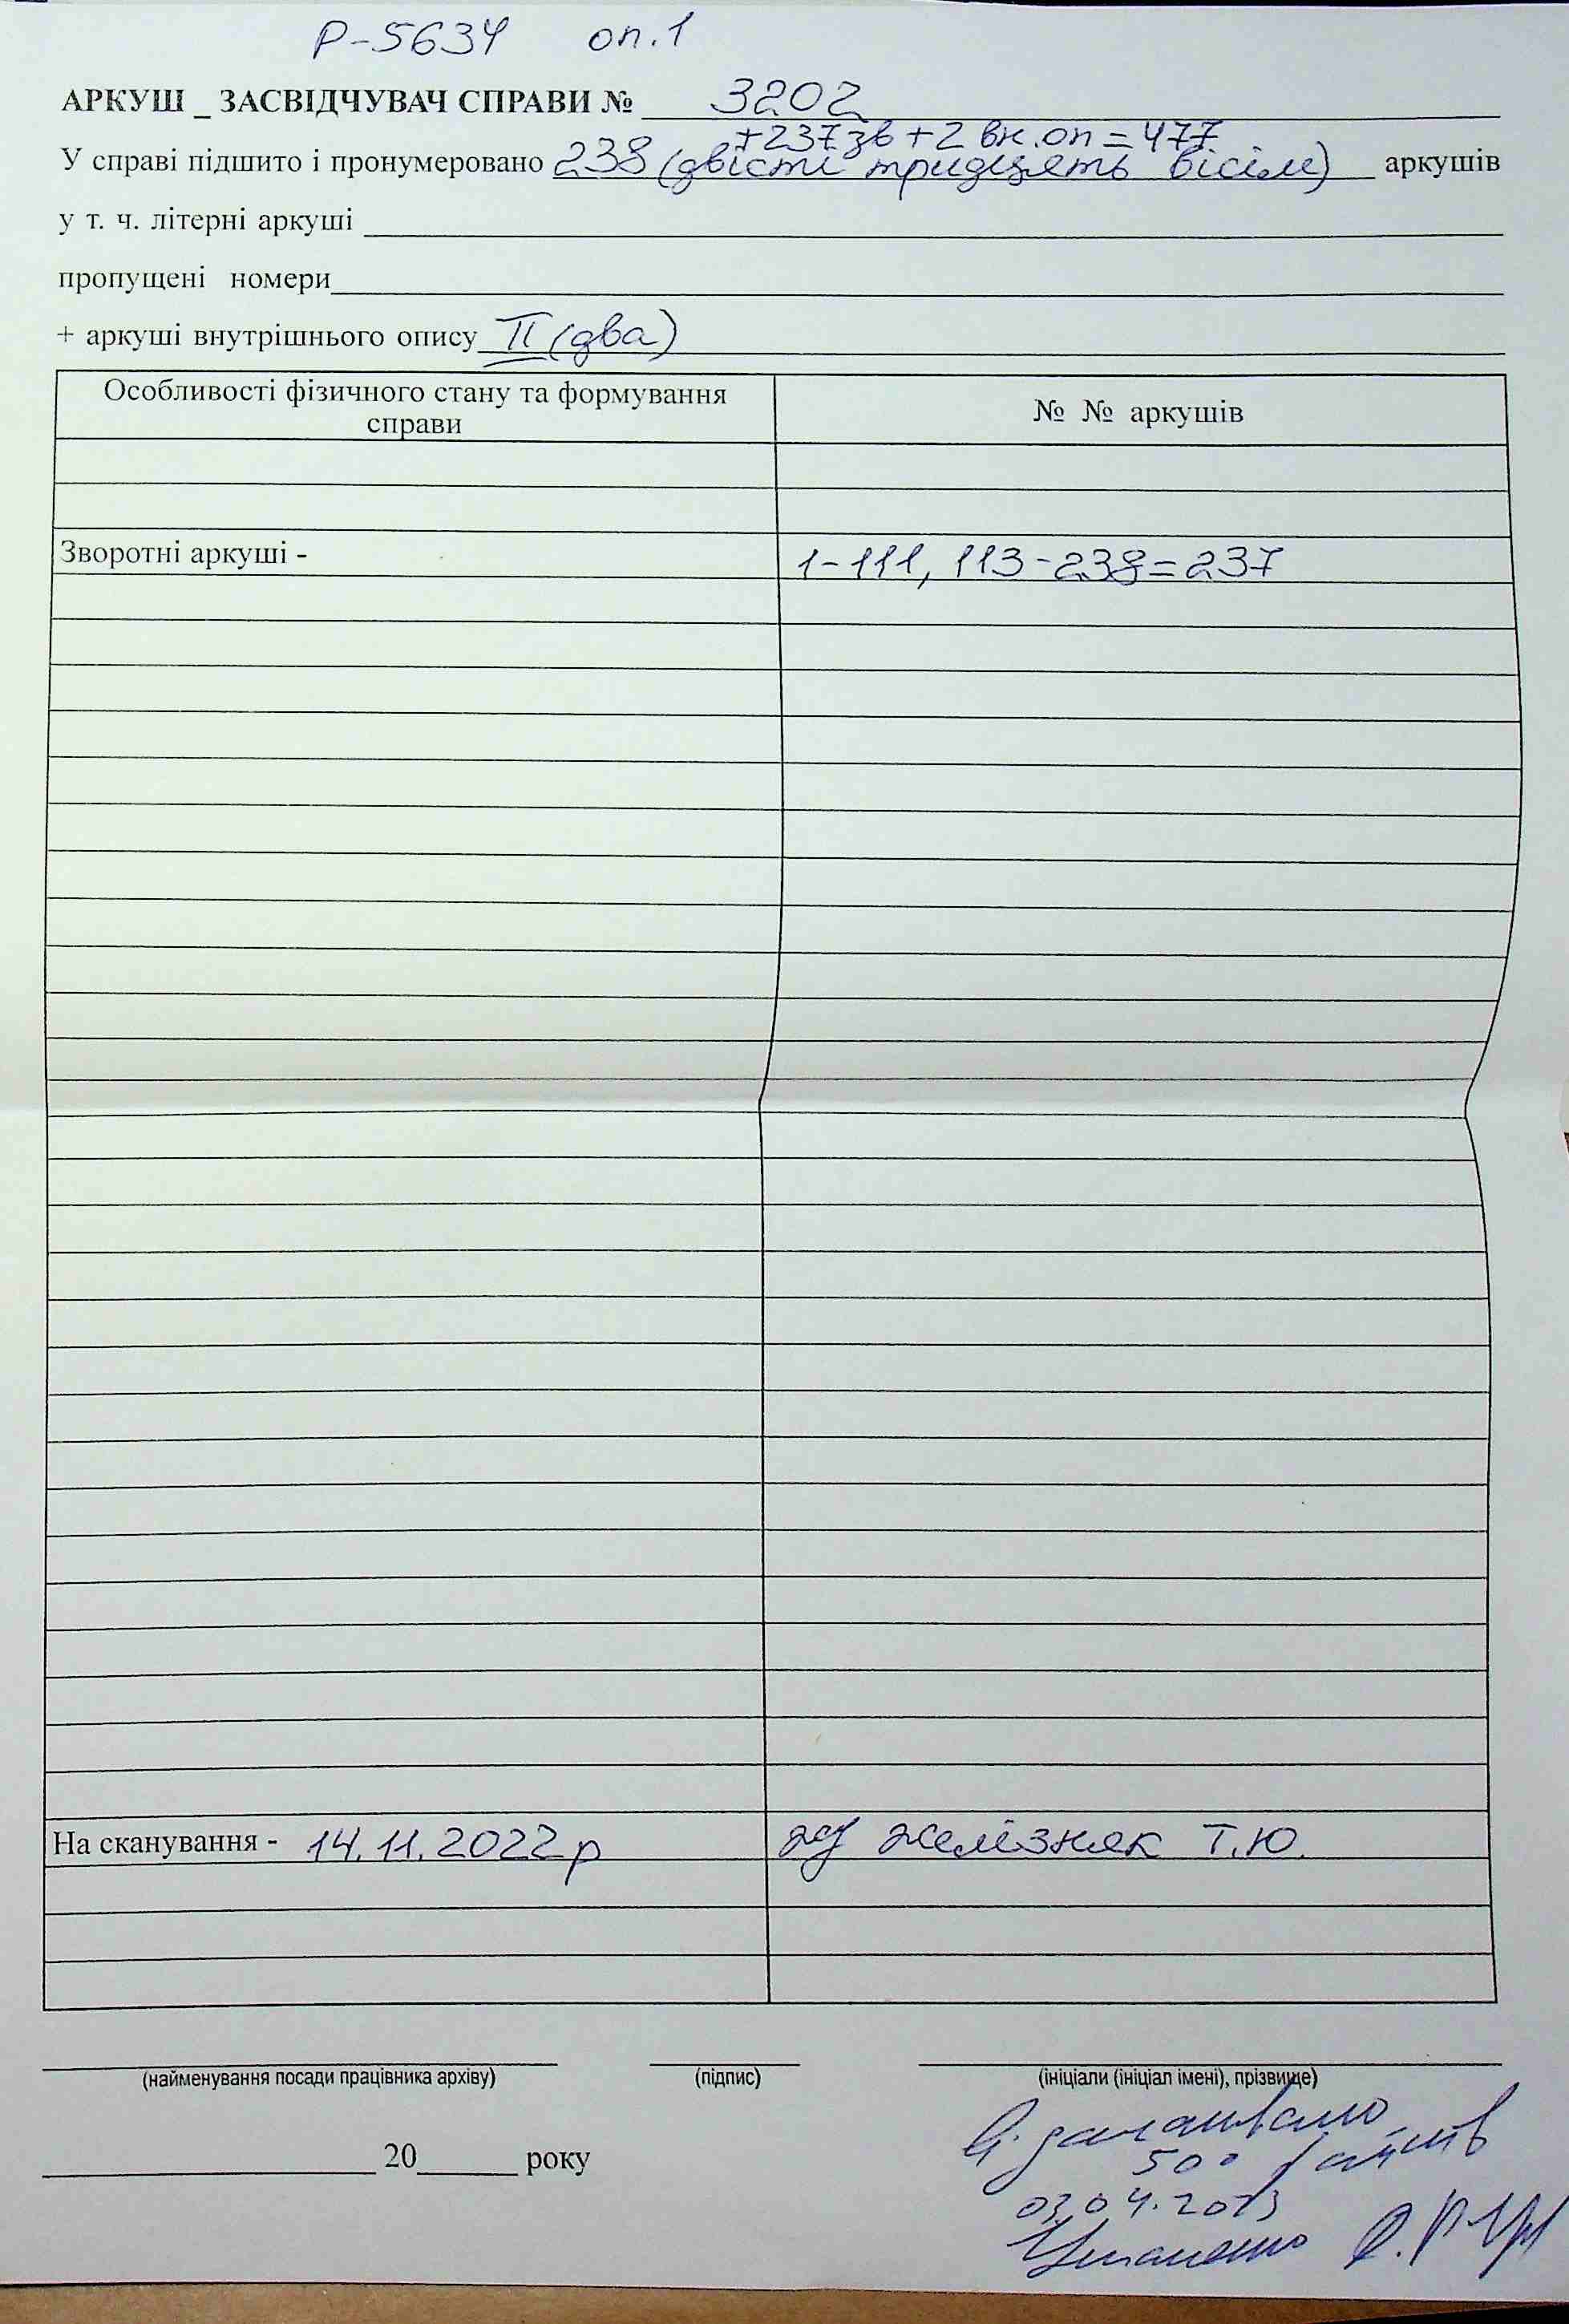 Р-5634 оп.1
АРКУШ _ ЗАСВІДЧУВАЧ СПРАВИ № 3202
+237зв+2 вн.оп=477
У справі підшито і пронумеровано 238 (двісті тридцять вісім) аркушів
у т. ч. літерні аркуші
пропущені номери
+ аркуші внутрішнього опису II (два)
Особливості фізичного стану та формування справи
№ № аркушів
Зворотні аркуші - 1-111, 113-238=237
На сканування - 14.11.2022р Желізняк Т.Ю.
(найменування посади працівника архіву) (підпис) (ініціали (ініціал імені), прізвище)
20 року
500 файлів
03.04.2023